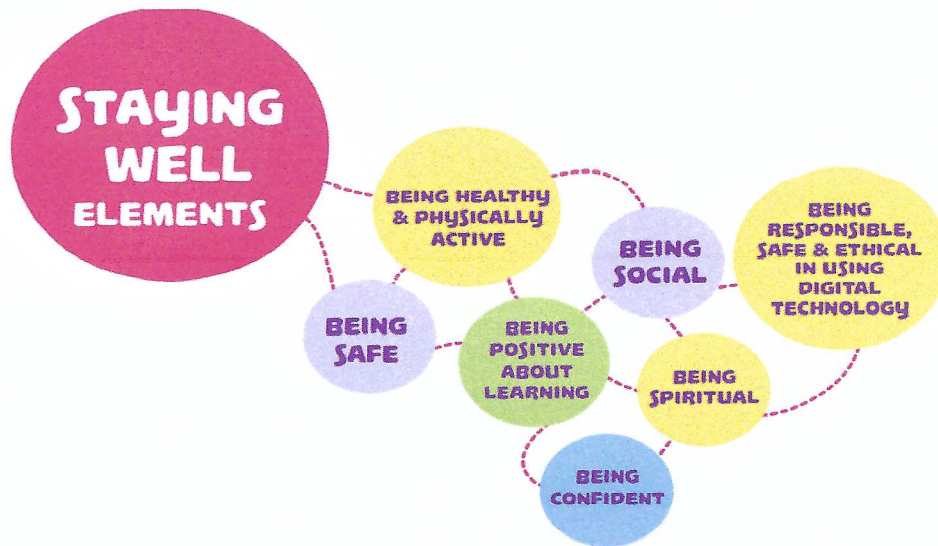 STAYING
WELL
ELEMENTS
BEING HEALTHY
& PHYSICALLY
ACTIVE
BEING
SOCIAL
BEING
RESPONSIBLE,
SAFE & ETHICAL
IN USING
DIGITAL
TECHNOLOGY
BEING
SAFE
BEING
POSITIVE
ABOUT
LEARNING
BEING
SPIRITUAL
BEING
CONFIDENT